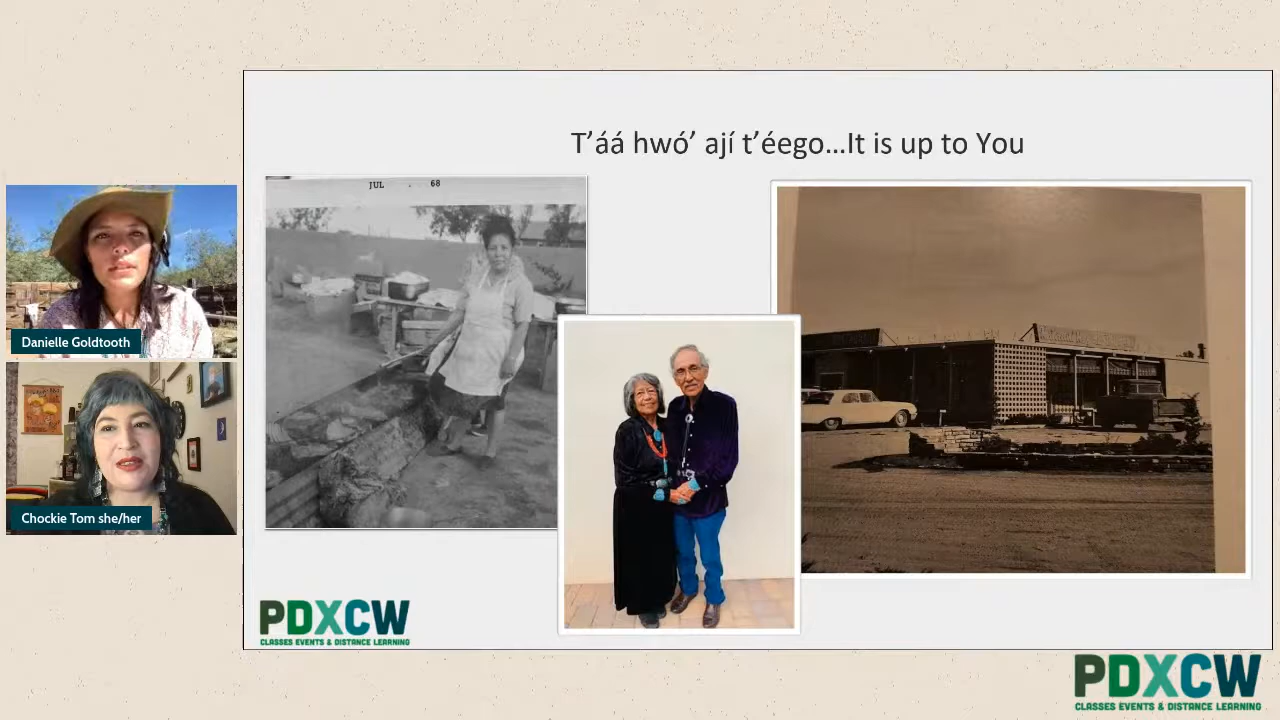 T’áá hwó’ ají t’éego...It is up to You
JUL . 68
Danielle Goldtooth
Chockie Tom she/her
PDXCW
CLASSES EVENTS & DISTANCE LEARNING
PDXCW
CLASSES EVENTS & DISTANCE LEARNING